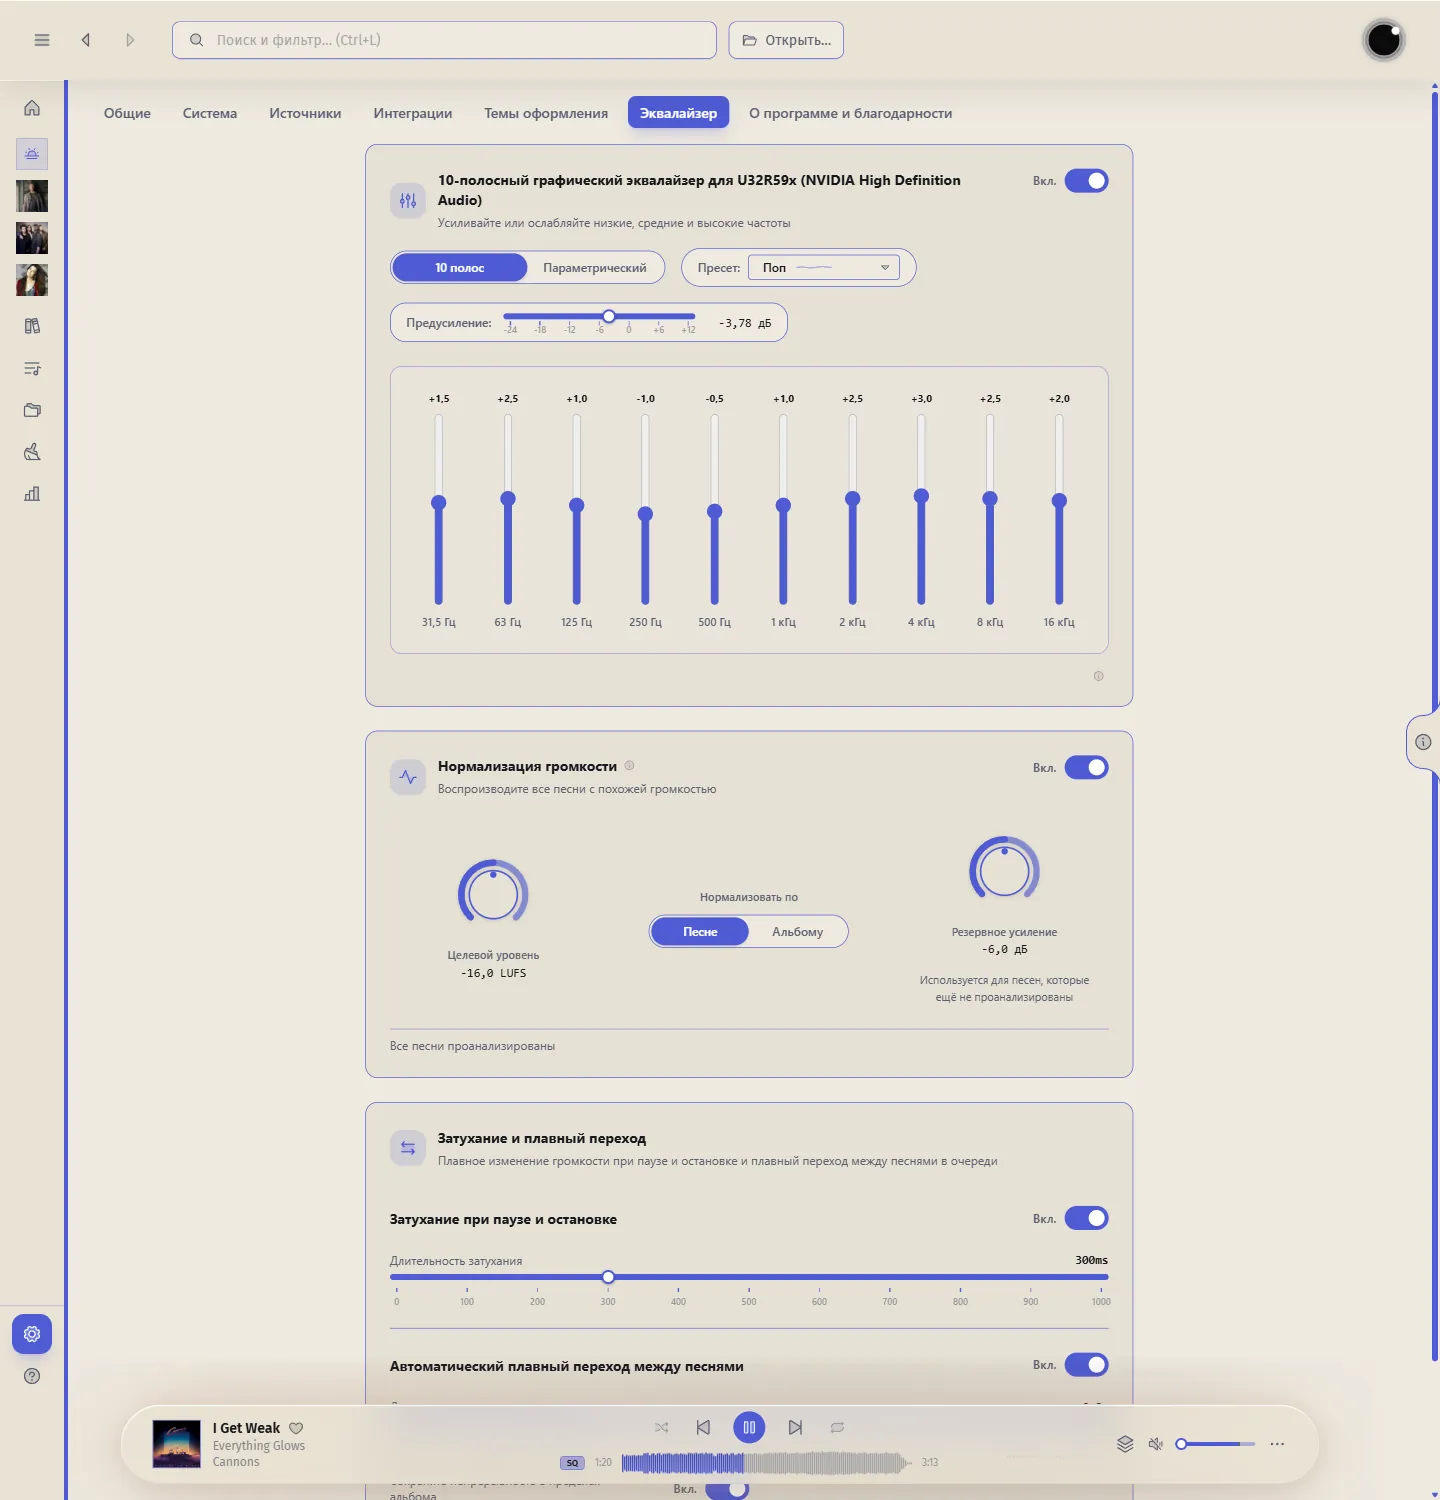 Поиск и фильтр... (Ctrl+L)
Открыть...
Общие
Система
Источники
Интеграции
Темы оформления
Эквалайзер
О программе и благодарности
10-полосный графический эквалайзер для U32R59x (NVIDIA High Definition
Audio)
Усиливайте или ослабляйте низкие, средние и высокие частоты
Вкл.
10 полос
Параметрический
Пресет:
Поп
Предусиление:
-24 -18 -12 -6 0 +6 +12
-3,78 дБ
+1,5 +2,5 +1,0 -1,0 -0,5 +1,0 +2,5 +3,0 +2,5 +2,0
31,5 Гц 63 Гц 125 Гц 250 Гц 500 Гц 1 кГц 2 кГц 4 кГц 8 кГц 16 кГц
Нормализация громкости
Воспроизводите все песни с похожей громкостью
Вкл.
Целевой уровень
-16,0 LUFS
Нормализовать по
Песне
Альбому
Резервное усиление
-6,0 дБ
Используется для песен, которые
ещё не проанализированы
Все песни проанализированы
Затухание и плавный переход
Плавное изменение громкости при паузе и остановке и плавный переход между песнями в очереди
Затухание при паузе и остановке
Вкл.
Длительность затухания
300ms
0 100 200 300 400 500 600 700 800 900 1000
Автоматический плавный переход между песнями
Вкл.
I Get Weak
Everything Glows
Cannons
SQ
1:20
3:13
альбома
Вкл.